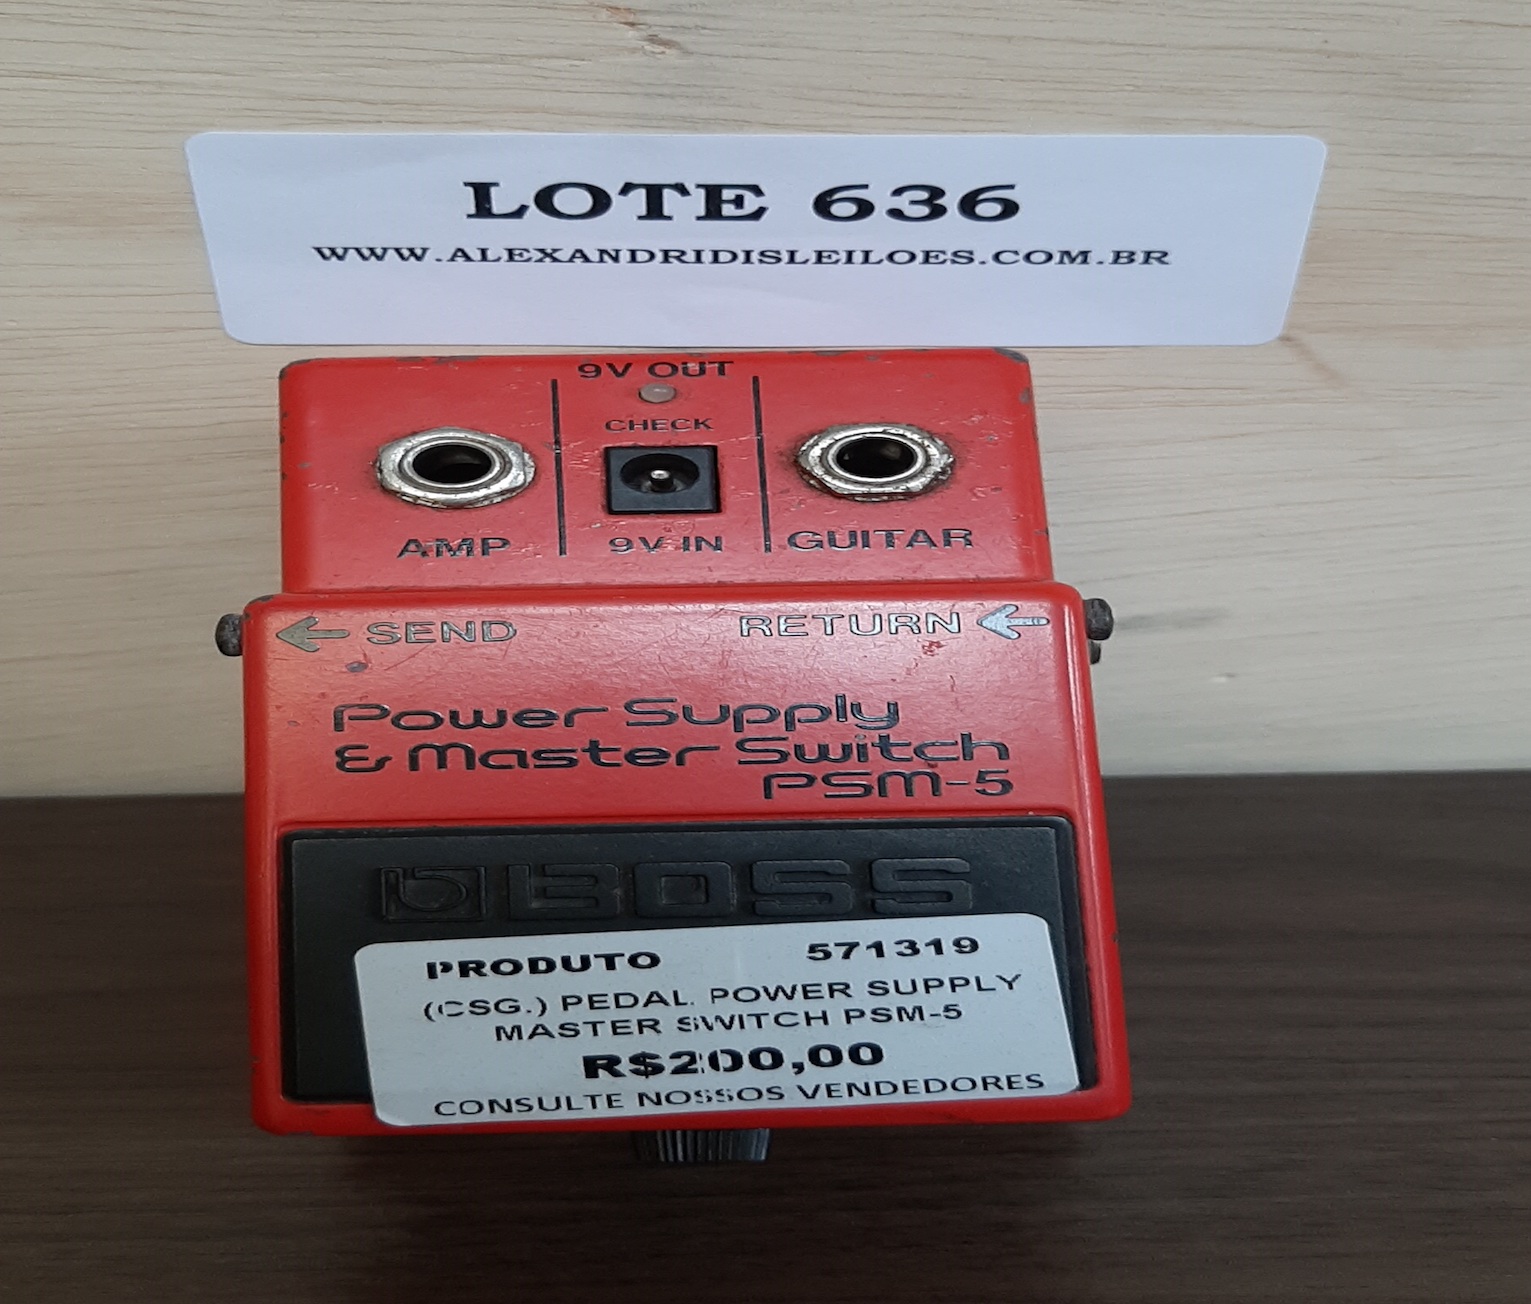 LOTE 636
WWW.ALEXANDRIDISLEILOES.COM.BR
9V OUT
CHECK
AMP
9V IN
GUITAR
SEND
RETURN
Power Supply
& Master Switch
PSM-5
BOSS
PRODUTO 571319
(CSG.) PEDAL POWER SUPPLY
MASTER SWITCH PSM-5
R$200,00
CONSULTE NOSSOS VENDEDORES